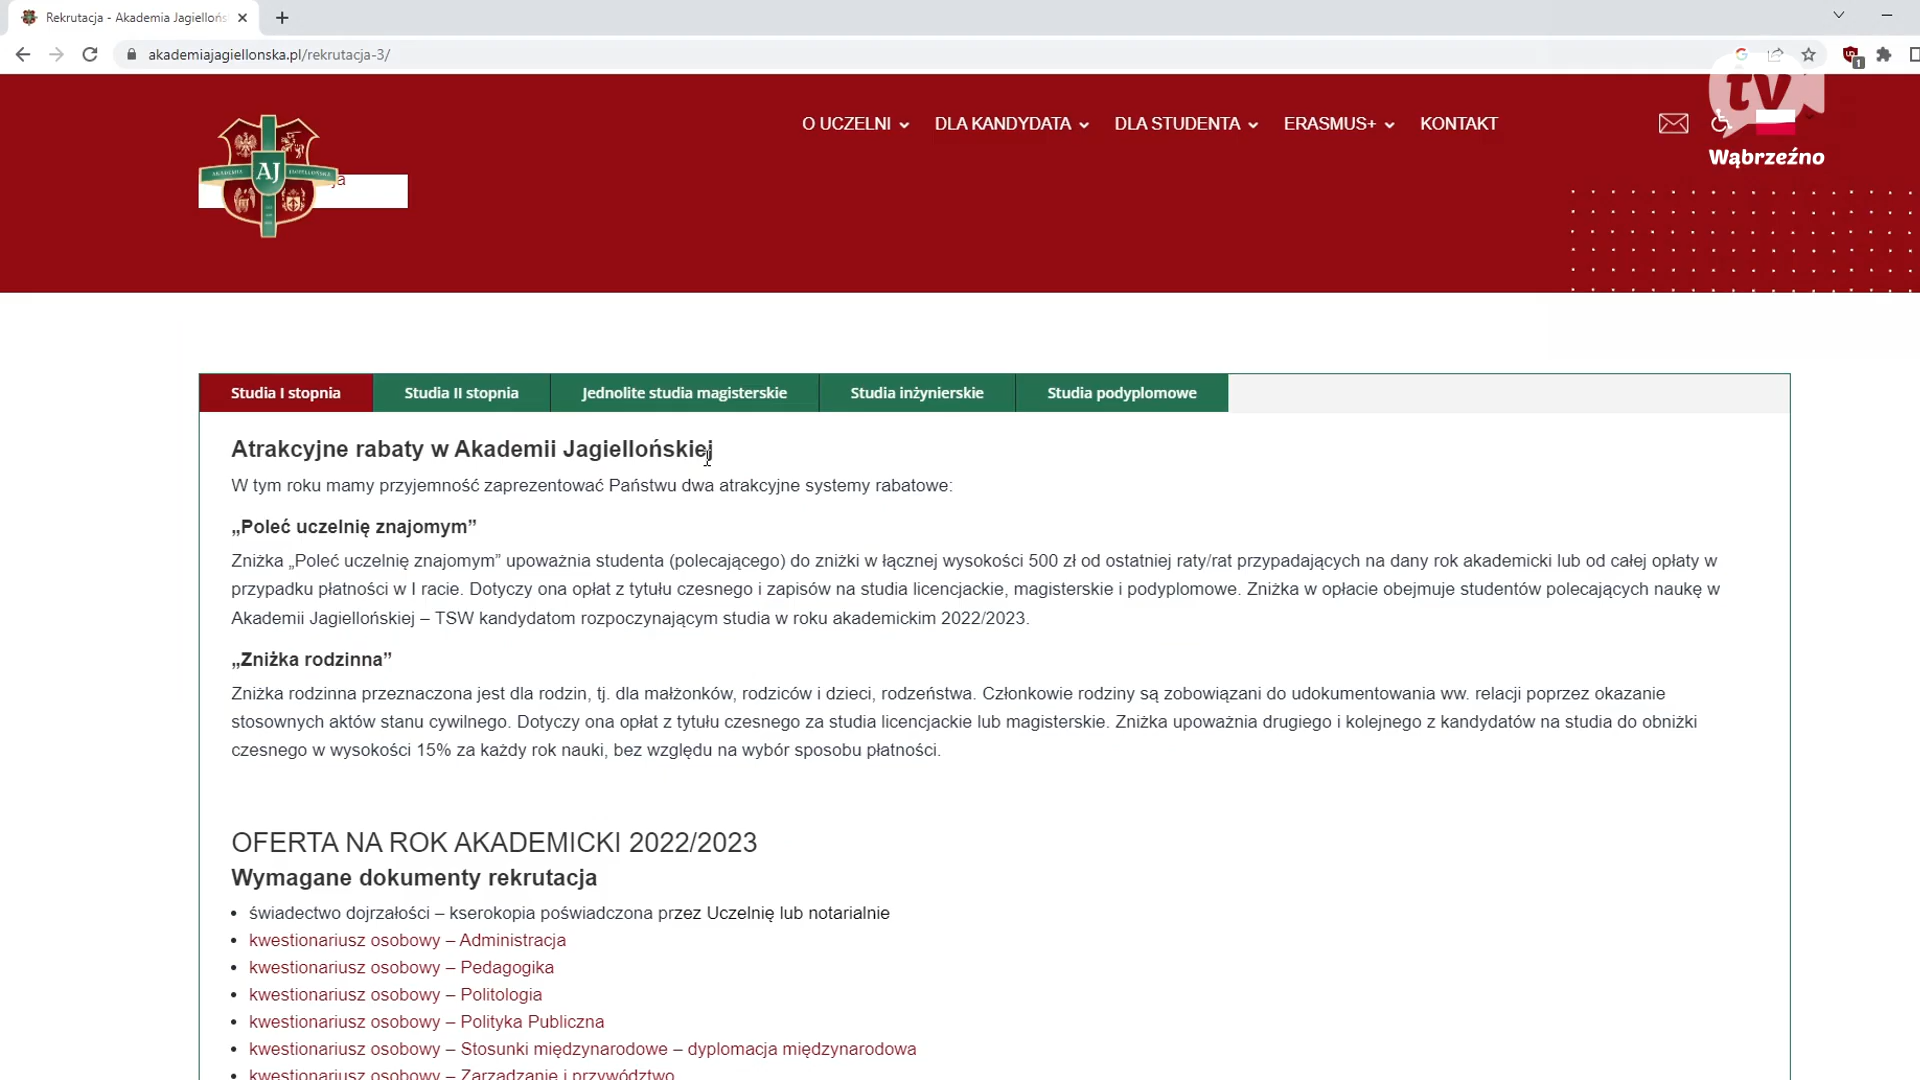 Rekrutacja - Akademia Jagiellońs
akademiajagiellonska.pl/rekrutacja-3/
1
tv
Wąbrzeźno
O UCZELNI
DLA KANDYDATA
DLA STUDENTA
ERASMUS+
KONTAKT
AKADEMIA AJ JAGIELLOŃSKA
Studia I stopnia
Studia II stopnia
Jednolite studia magisterskie
Studia inżynierskie
Studia podyplomowe
Atrakcyjne rabaty w Akademii Jagiellońskiej
W tym roku mamy przyjemność zaprezentować Państwu dwa atrakcyjne systemy rabatowe:
„Poleć uczelnię znajomym”
Zniżka „Poleć uczelnię znajomym” upoważnia studenta (polecającego) do zniżki w łącznej wysokości 500 zł od ostatniej raty/rat przypadających na dany rok akademicki lub od całej opłaty w
przypadku płatności w I racie. Dotyczy ona opłat z tytułu czesnego i zapisów na studia licencjackie, magisterskie i podyplomowe. Zniżka w opłacie obejmuje studentów polecających naukę w
Akademii Jagiellońskiej – TSW kandydatom rozpoczynającym studia w roku akademickim 2022/2023.
„Zniżka rodzinna”
Zniżka rodzinna przeznaczona jest dla rodzin, tj. dla małżonków, rodziców i dzieci, rodzeństwa. Członkowie rodziny są zobowiązani do udokumentowania ww. relacji poprzez okazanie
stosownych aktów stanu cywilnego. Dotyczy ona opłat z tytułu czesnego za studia licencjackie lub magisterskie. Zniżka upoważnia drugiego i kolejnego z kandydatów na studia do obniżki
czesnego w wysokości 15% za każdy rok nauki, bez względu na wybór sposobu płatności.
OFERTA NA ROK AKADEMICKI 2022/2023
Wymagane dokumenty rekrutacja
• świadectwo dojrzałości – kserokopia poświadczona przez Uczelnię lub notarialnie
• kwestionariusz osobowy – Administracja
• kwestionariusz osobowy – Pedagogika
• kwestionariusz osobowy – Politologia
• kwestionariusz osobowy – Polityka Publiczna
• kwestionariusz osobowy – Stosunki międzynarodowe – dyplomacja międzynarodowa
• kwestionariusz osobowy – Zarządzanie i przywództwo